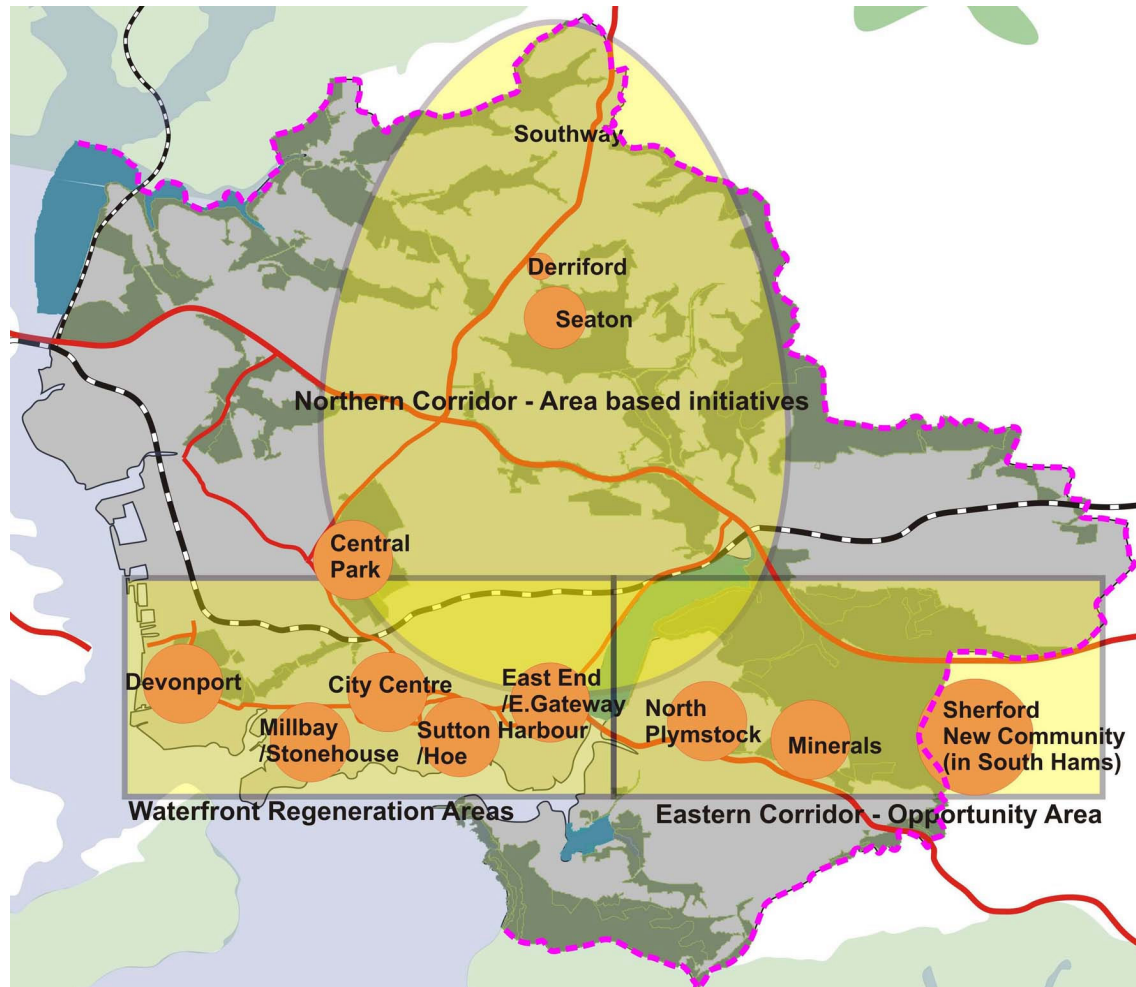 Southway
Derriford
Seaton
Northern Corridor - Area based initiatives
Central
Park
Devonport
City Centre
East End
/E.Gateway
Millbay
/Stonehouse
Sutton Harbour
/Hoe
North
Plymstock
Minerals
Sherford
New Community
(in South Hams)
Waterfront Regeneration Areas
Eastern Corridor - Opportunity Area